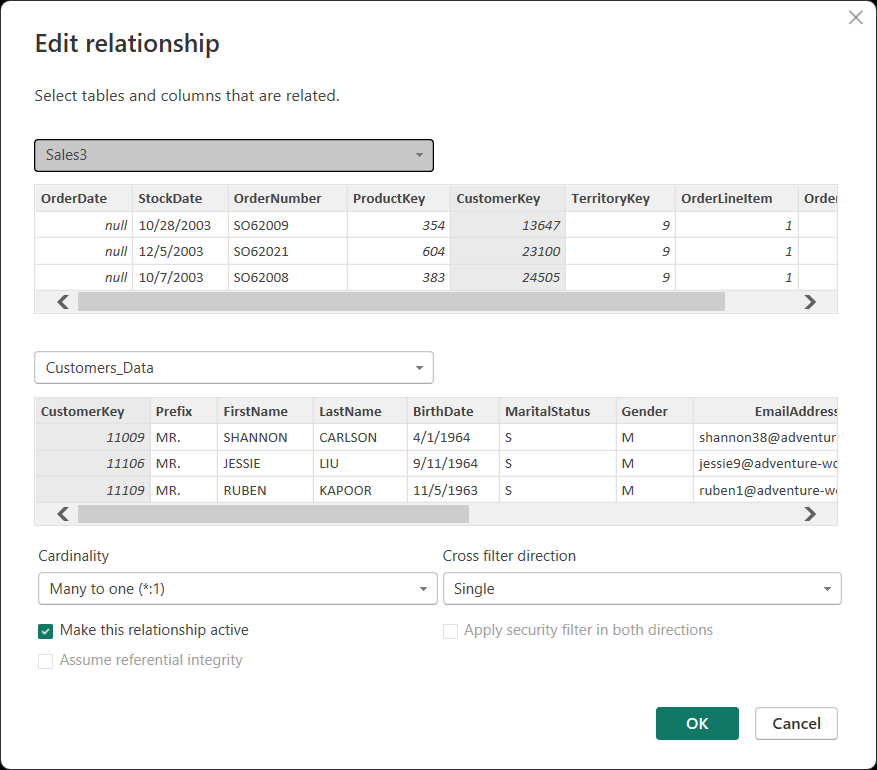 Edit relationship
Select tables and columns that are related.
Sales3
OrderDate StockDate OrderNumber ProductKey CustomerKey TerritoryKey OrderLineItem Order
null 10/28/2003 SO62009 354 13647 9 1
null 12/5/2003 SO62021 604 23100 9 1
null 10/7/2003 SO62008 383 24505 9 1
Customers_Data
CustomerKey Prefix FirstName LastName BirthDate MaritalStatus Gender EmailAddress
11009 MR. SHANNON CARLSON 4/1/1964 S M shannon38@adventur
11106 MR. JESSIE LIU 9/11/1964 S M jessie9@adventure-wo
11109 MR. RUBEN KAPOOR 11/5/1963 S M ruben1@adventure-wo
Cardinality Cross filter direction
Many to one (*:1) Single
Make this relationship active Apply security filter in both directions
Assume referential integrity
OK Cancel